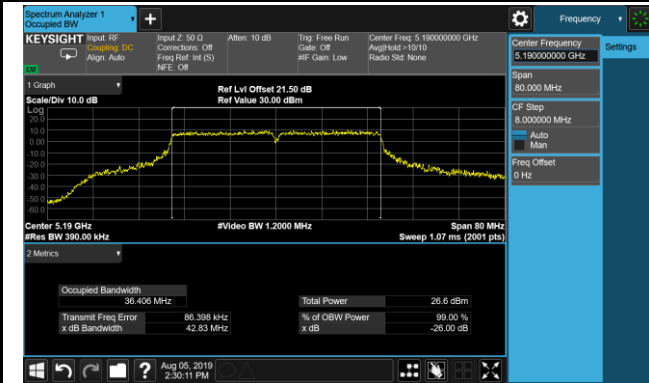 Spectrum Analyzer 1
Occupied BW
+
Frequency
KEYSIGHT
Input: RF
Coupling: DC
Align: Auto
Input Z: 50 Ω
Corrections: Off
Freq Ref: Int (S)
NFE: Off
Atten: 10 dB
Trig: Free Run
Gate: Off
#IF Gain: Low
Center Freq: 5.190000000 GHz
Avg|Hold:>10/10
Radio Std: None
Center Frequency
5.190000000 GHz
Settings
Span
80.000 MHz
CF Step
8.000000 MHz
Auto
Man
Freq Offset
0 Hz
1 Graph
Scale/Div 10.0 dB
Ref Lvl Offset 21.50 dB
Ref Value 30.00 dBm
Log
20.0
10.0
0.00
-10.0
-20.0
-30.0
-40.0
-50.0
-60.0
Center 5.19 GHz
#Res BW 390.00 kHz
#Video BW 1.2000 MHz
Span 80 MHz
Sweep 1.07 ms (2001 pts)
2 Metrics
Occupied Bandwidth
36.406 MHz
Total Power 26.6 dBm
Transmit Freq Error 86.398 kHz
% of OBW Power 99.00 %
x dB Bandwidth 42.83 MHz
x dB -26.00 dB
?
Aug 05, 2019
2:30:11 PM